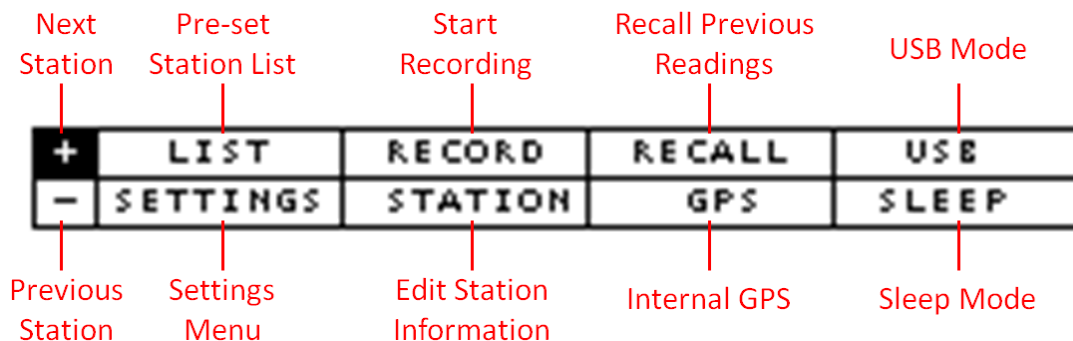 Next
Station
Pre-set
Station List
Start
Recording
Recall Previous
Readings
USB Mode
+ LIST RECORD RECALL USB
− SETTINGS STATION GPS SLEEP
Previous
Station
Settings
Menu
Edit Station
Information
Internal GPS
Sleep Mode